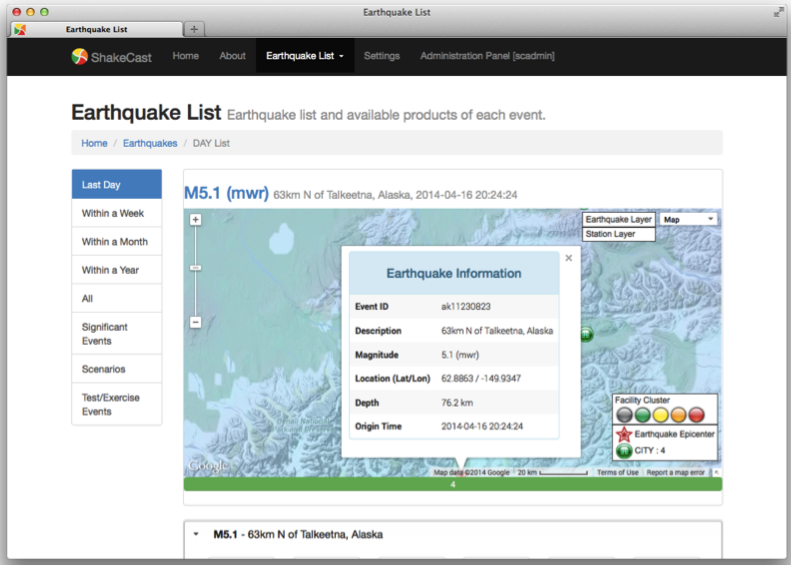 Earthquake List
Earthquake List
ShakeCast Home About Earthquake List Settings Administration Panel [scadmin]
Earthquake List Earthquake list and available products of each event.
Home / Earthquakes / DAY List
Last Day
Within a Week
Within a Month
Within a Year
All
Significant
Events
Scenarios
Test/Exercise
Events
M5.1 (mwr) 63km N of Talkeetna, Alaska, 2014-04-16 20:24:24
Earthquake Layer Map
Station Layer
Earthquake Information
Event ID ak11230823
Description 63km N of Talkeetna, Alaska
Magnitude 5.1 (mwr)
Location (Lat/Lon) 62.8863 / -149.9347
Depth 76.2 km
Origin Time 2014-04-16 20:24:24
Facility Cluster
Earthquake Epicenter
CITY : 4
Denali National
Google
Map data ©2014 Google 20 km Terms of Use Report a map error
4
M5.1 - 63km N of Talkeetna, Alaska